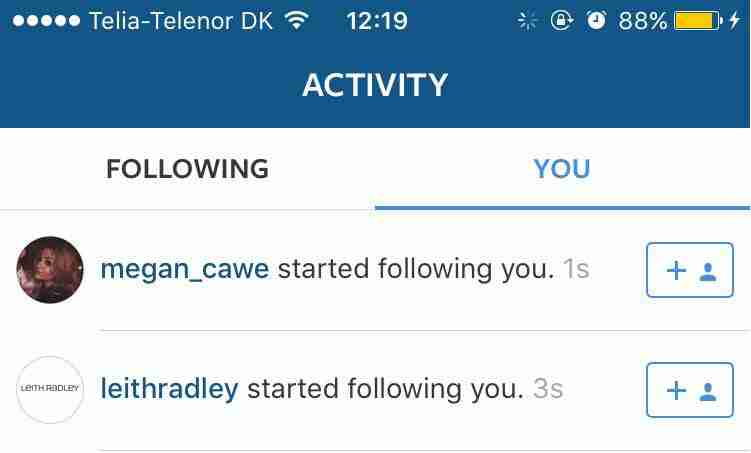 Telia-Telenor DK 12:19 88%
ACTIVITY
FOLLOWING YOU
megan_cawe started following you. 1s
LEITH RADLEY leithradley started following you. 3s